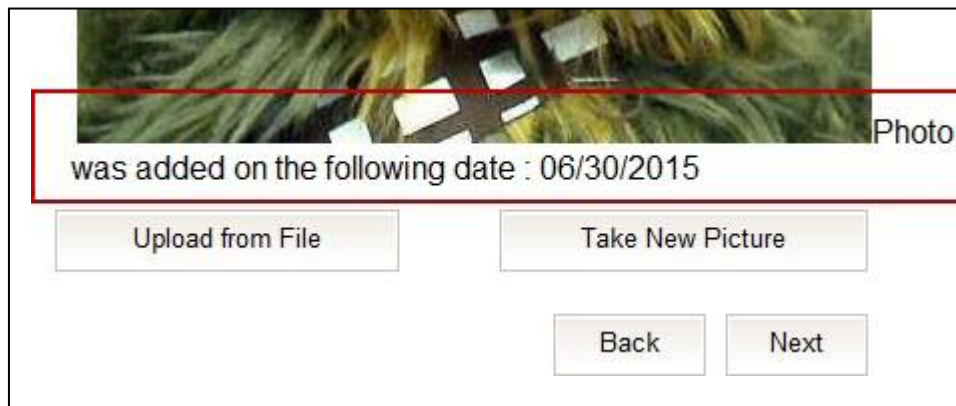 Photo
was added on the following date : 06/30/2015
Upload from File Take New Picture
Back Next